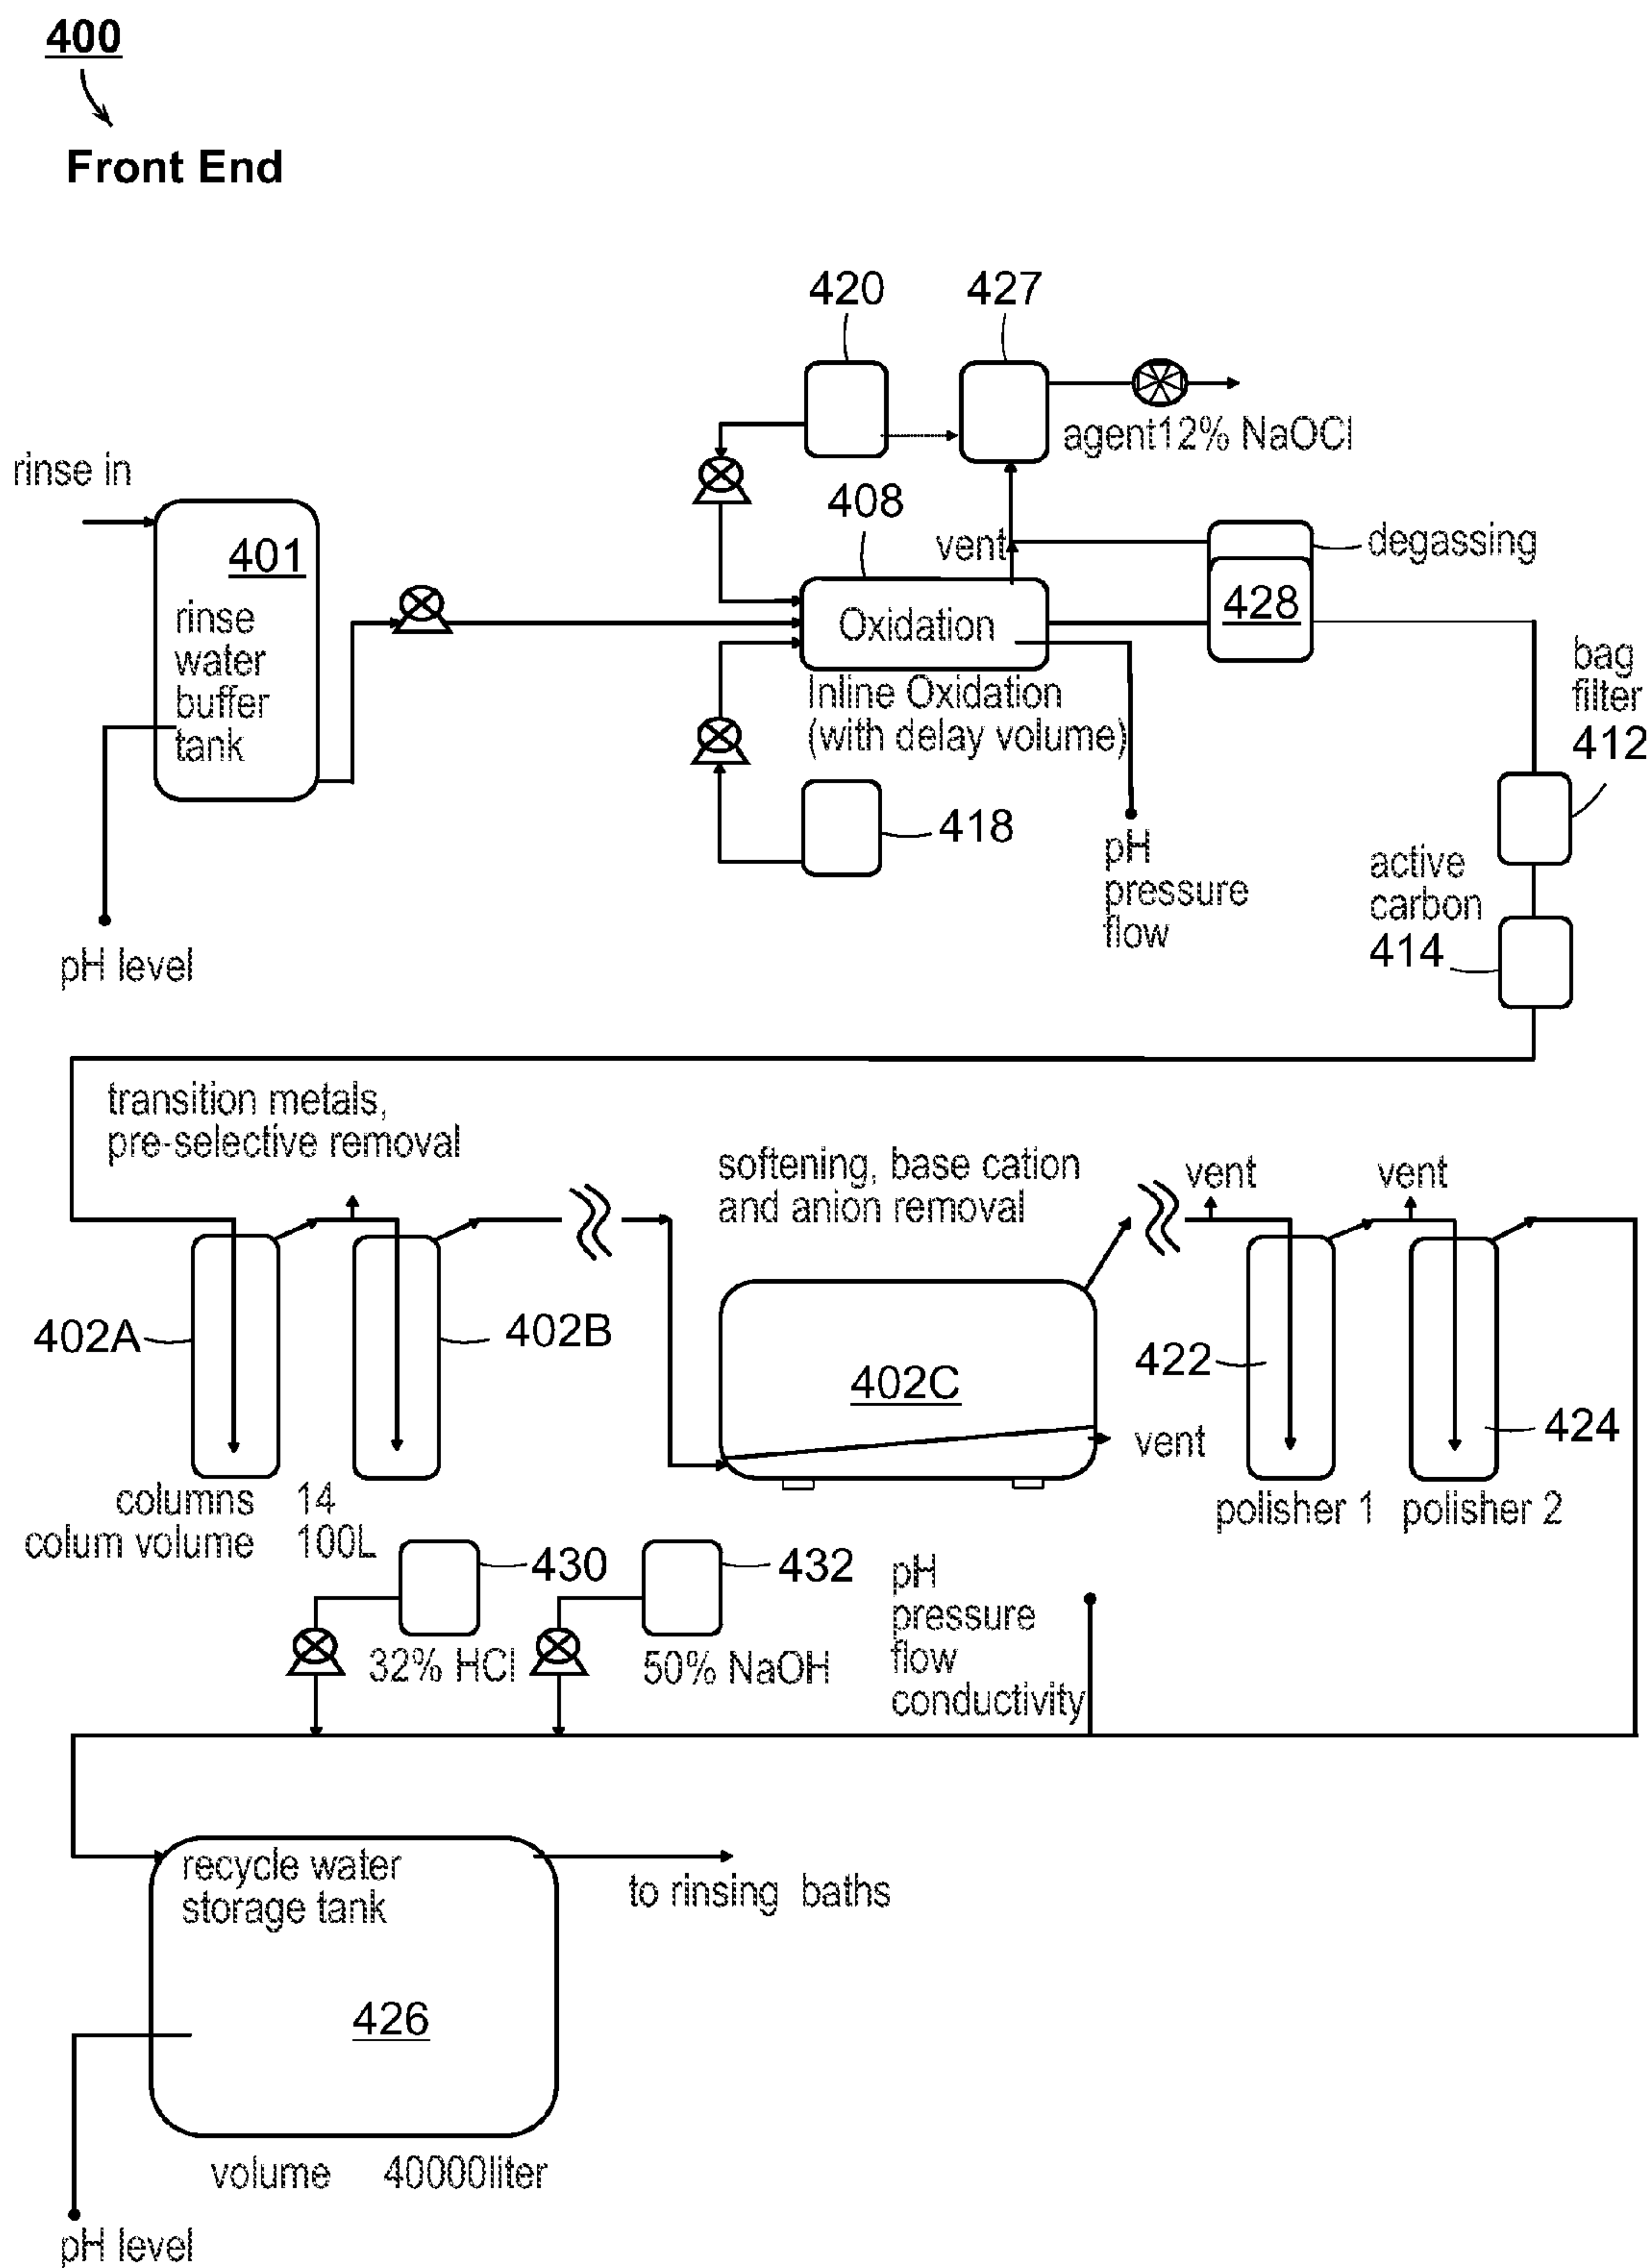 400
Front End
420
427
agent12% NaOCl
rinse in
401
rinse
water
buffer
tank
pH level
408
vent
Oxidation
Inline Oxidation
(with delay volume)
degassing
428
418
pH
pressure
flow
bag
filter
412
active
carbon
414
transition metals,
pre-selective removal
softening, base cation
and anion removal
vent
vent
402A
402B
402C
vent
422
424
columns 14
colum volume 100L
polisher 1
polisher 2
430
432
32% HCl
50% NaOH
pH
pressure
flow
conductivity
recycle water
storage tank
to rinsing baths
426
volume 40000liter
pH level